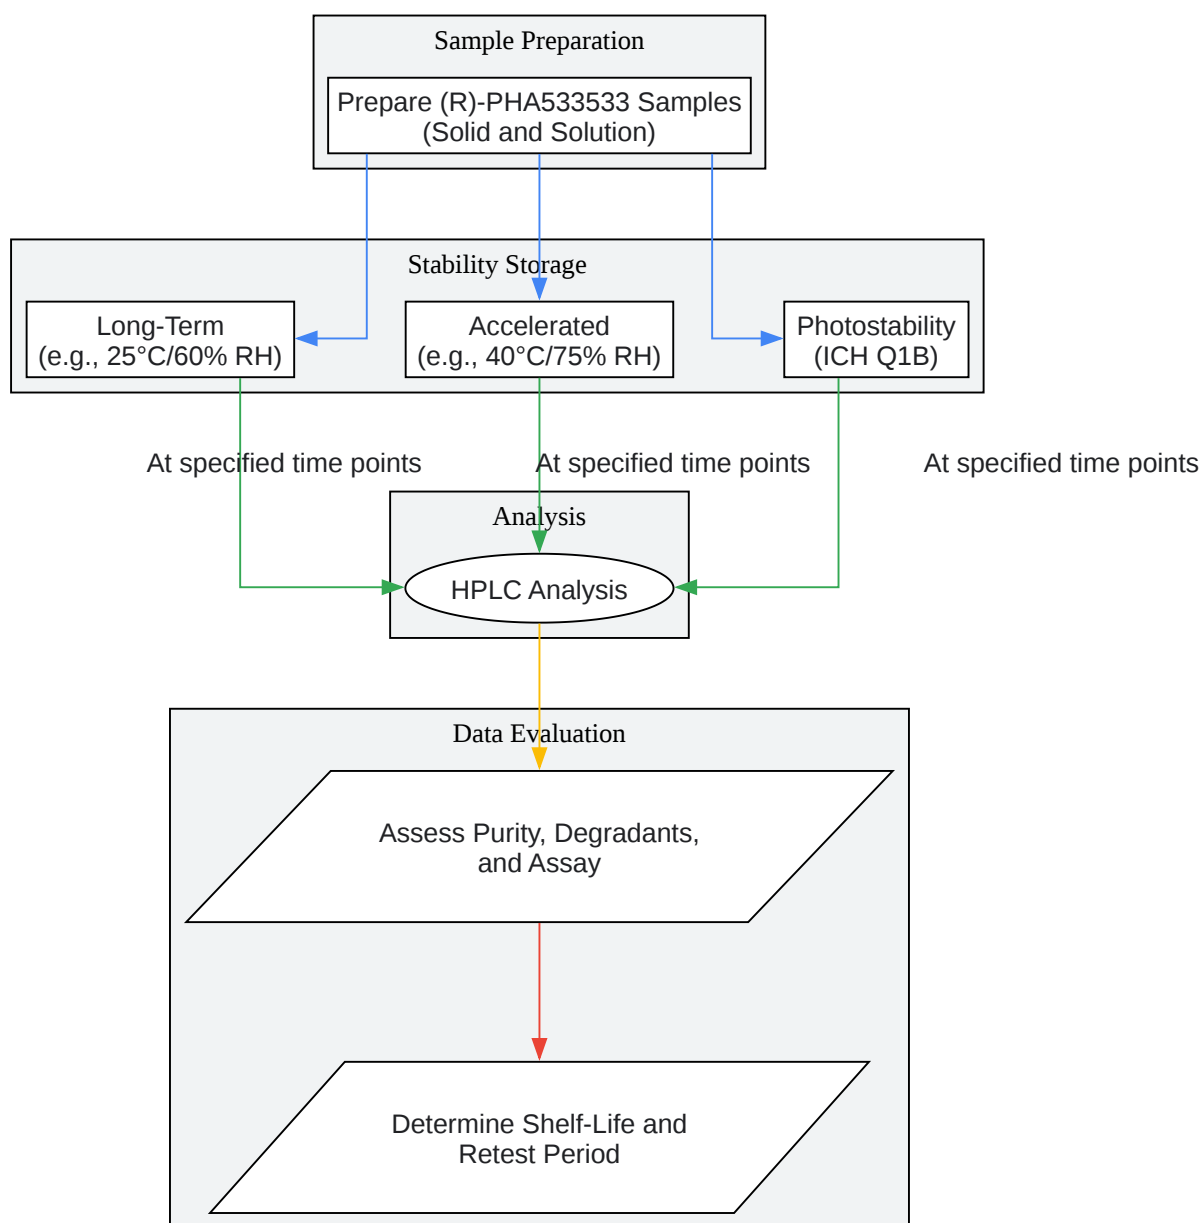 Sample Preparation
Prepare (R)-PHA533533 Samples
(Solid and Solution)
Stability Storage
Long-Term
(e.g., 25°C/60% RH)
Accelerated
(e.g., 40°C/75% RH)
Photostability
(ICH Q1B)
At specified time points
At specified time points
At specified time points
Analysis
HPLC Analysis
Data Evaluation
Assess Purity, Degradants,
and Assay
Determine Shelf-Life and
Retest Period